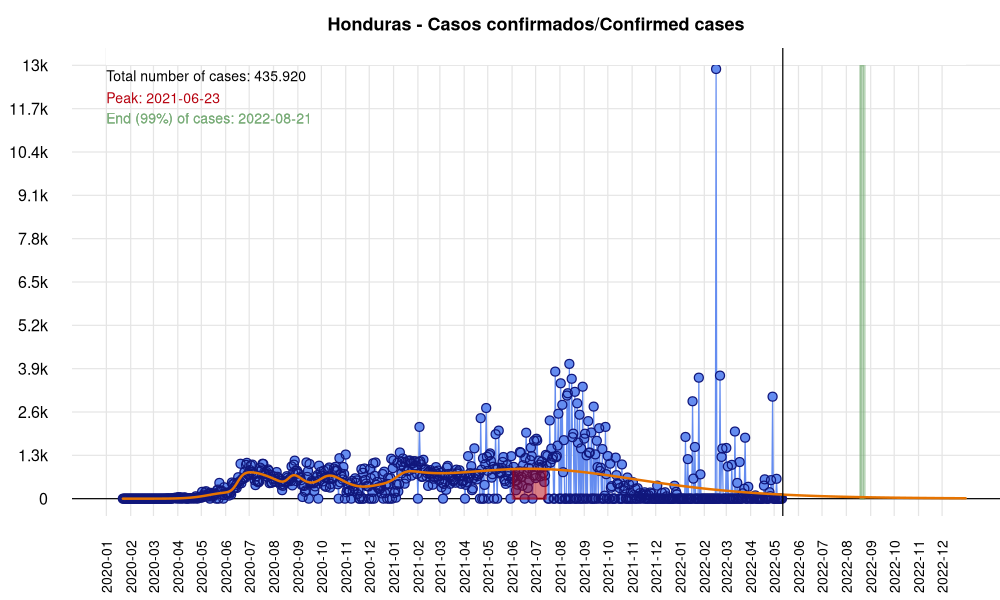 Honduras - Casos confirmados/Confirmed cases
Total number of cases: 435.920
Peak: 2021-06-23
End (99%) of cases: 2022-08-21
13k
11.7k
10.4k
9.1k
7.8k
6.5k
5.2k
3.9k
2.6k
1.3k
0
2020-01
2020-02
2020-03
2020-04
2020-05
2020-06
2020-07
2020-08
2020-09
2020-10
2020-11
2020-12
2021-01
2021-02
2021-03
2021-04
2021-05
2021-06
2021-07
2021-08
2021-09
2021-10
2021-11
2021-12
2022-01
2022-02
2022-03
2022-04
2022-05
2022-06
2022-07
2022-08
2022-09
2022-10
2022-11
2022-12